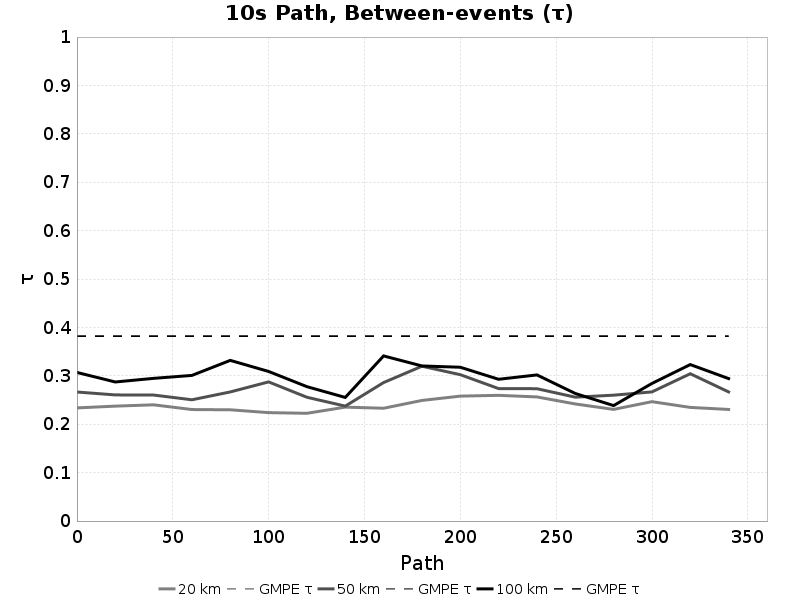 10s Path, Between-events (τ)
1
0.9
0.8
0.7
0.6
0.5
0.4
0.3
0.2
0.1
0
τ
0 50 100 150 200 250 300 350
Path
20 km GMPE τ 50 km GMPE τ 100 km GMPE τ